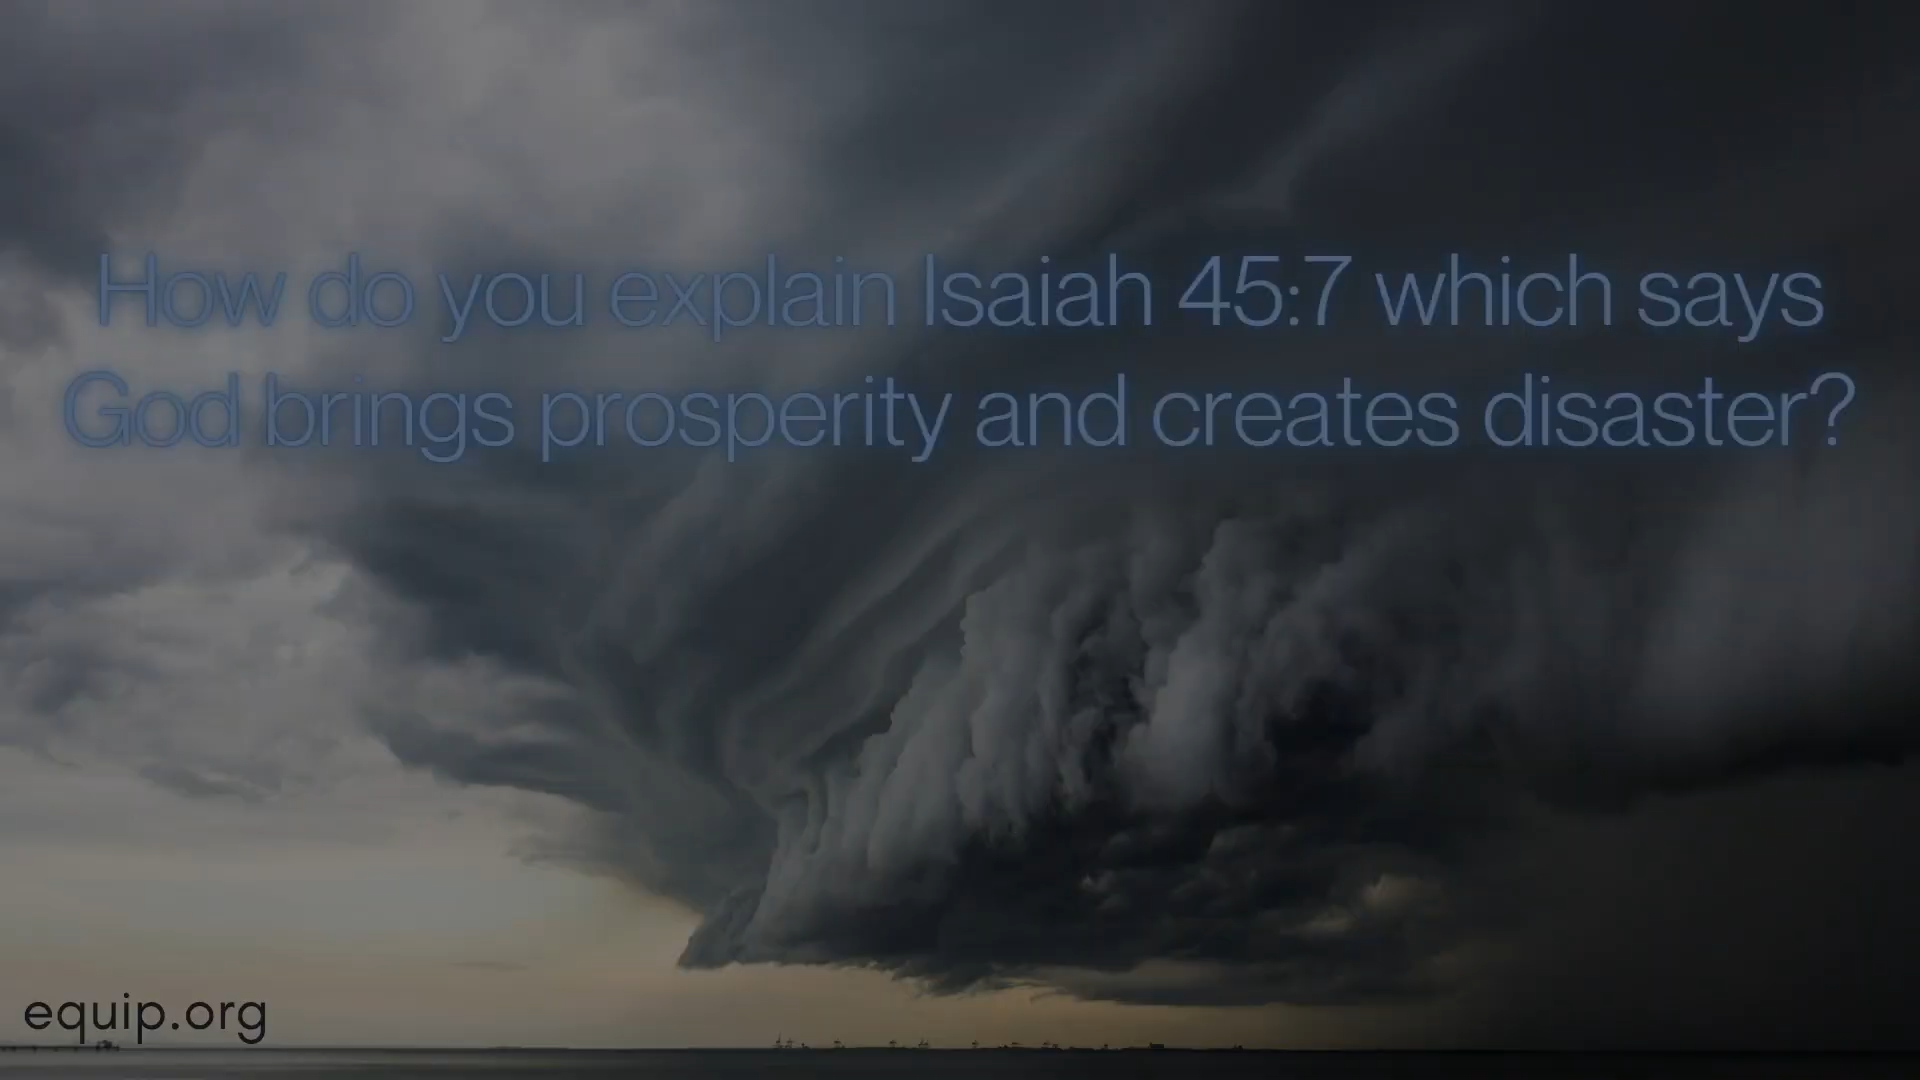 How do you explain Isaiah 45:7 which says
God brings prosperity and creates disaster?
equip.org